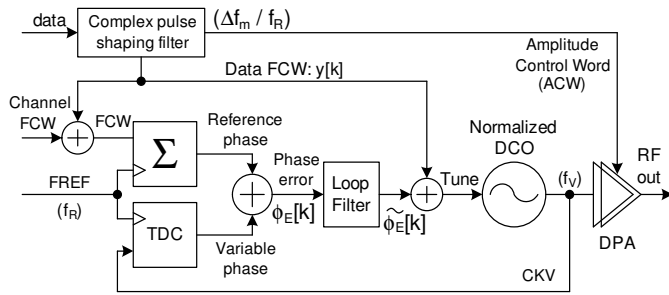 data
Complex pulse
shaping filter
(Δfm / fR)
Amplitude
Control Word
(ACW)
Data FCW: y[k]
Channel
FCW
FCW
Σ
Reference
phase
Normalized
DCO
Phase
error
Loop
Filter
Tune
(fV)
RF
out
FREF
(fR)
ϕE[k]
ϕ̃E[k]
TDC
Variable
phase
DPA
CKV